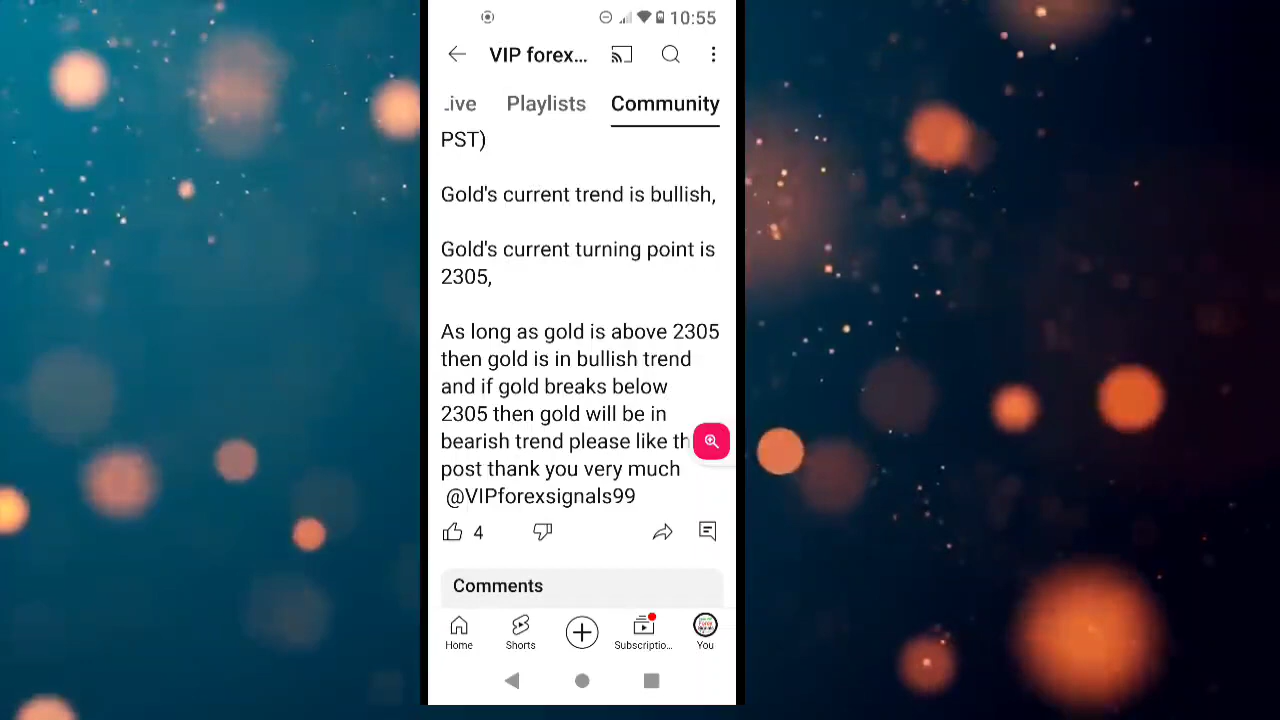 10:55
VIP forex...
.ive Playlists Community
PST)
Gold's current trend is bullish,
Gold's current turning point is
2305,
As long as gold is above 2305
then gold is in bullish trend
and if gold breaks below
2305 then gold will be in
bearish trend please like th
post thank you very much
@VIPforexsignals99
4
Comments
Home Shorts Subscriptio... You